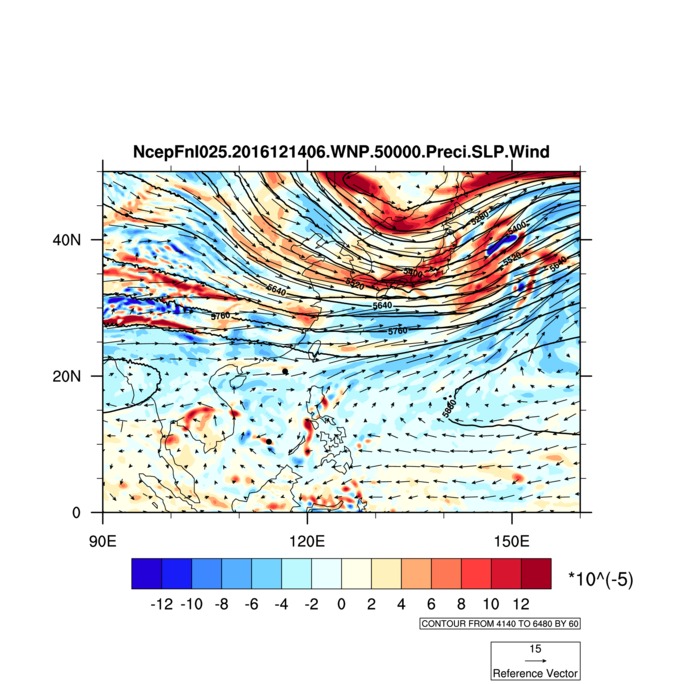 NcepFnl025.2016121406.WNP.50000.Preci.SLP.Wind
40N
20N
0
90E
120E
150E
5280
5400
5520
5640
5400
5520
5640
5640
5760
5760
5880
-12 -10 -8 -6 -4 -2 0 2 4 6 8 10 12
*10^(-5)
CONTOUR FROM 4140 TO 6480 BY 60
15
Reference Vector